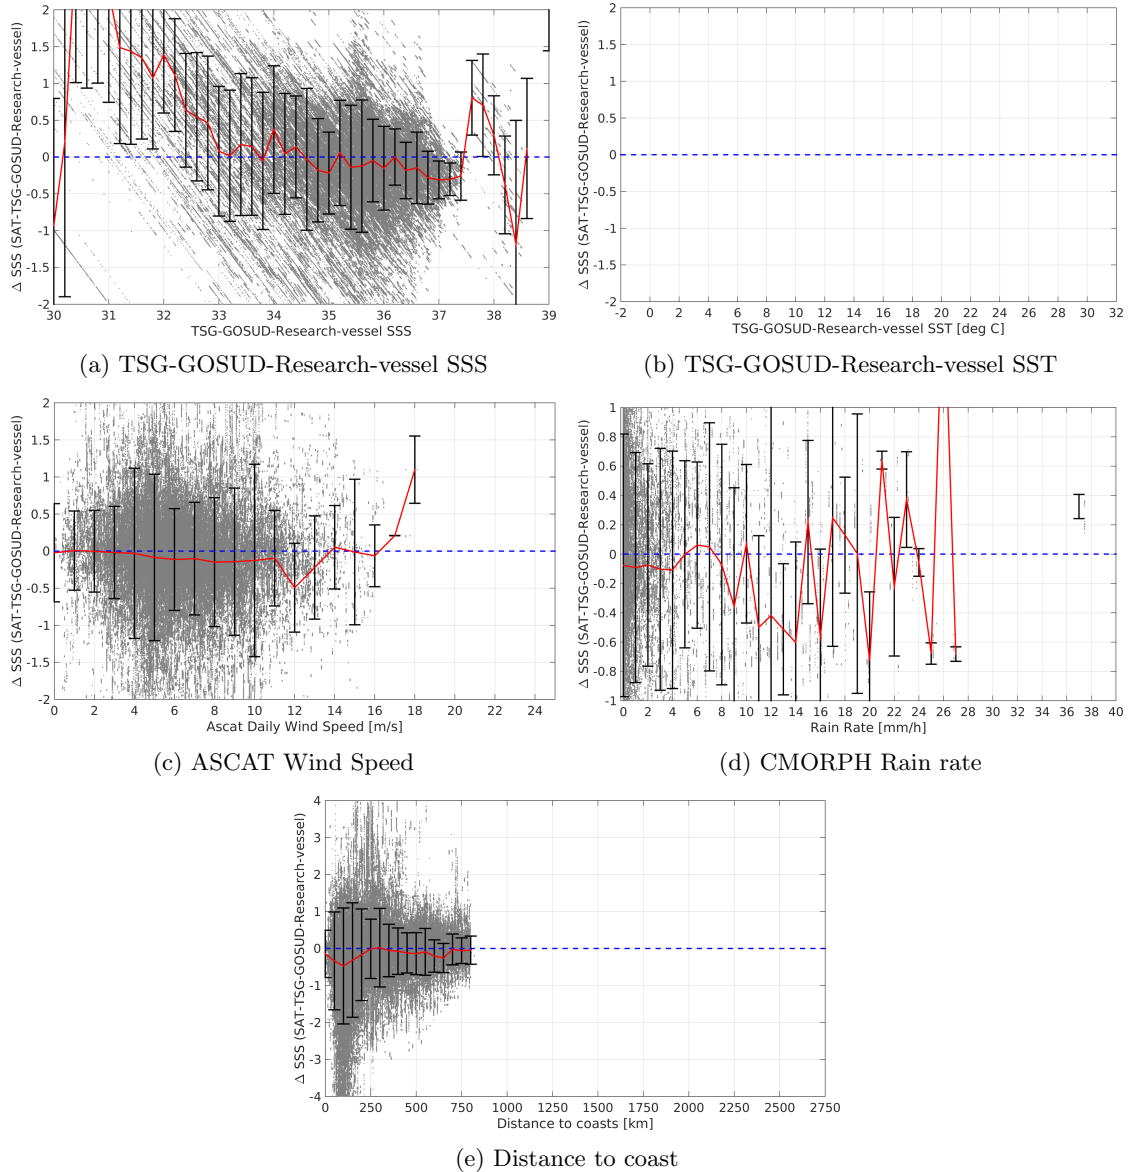 2
1.5
1
0.5
0
-0.5
-1
-1.5
-2
Δ SSS (SAT-TSG-GOSUD-Research-vessel)
30 31 32 33 34 35 36 37 38 39
TSG-GOSUD-Research-vessel SSS
(a) TSG-GOSUD-Research-vessel SSS
2
1.5
1
0.5
0
-0.5
-1
-1.5
-2
Δ SSS (SAT-TSG-GOSUD-Research-vessel)
-2 0 2 4 6 8 10 12 14 16 18 20 22 24 26 28 30 32
TSG-GOSUD-Research-vessel SST [deg C]
(b) TSG-GOSUD-Research-vessel SST
2
1.5
1
0.5
0
-0.5
-1
-1.5
-2
Δ SSS (SAT-TSG-GOSUD-Research-vessel)
0 2 4 6 8 10 12 14 16 18 20 22 24
Ascat Daily Wind Speed [m/s]
(c) ASCAT Wind Speed
1
0.8
0.6
0.4
0.2
0
-0.2
-0.4
-0.6
-0.8
-1
Δ SSS (SAT-TSG-GOSUD-Research-vessel)
0 2 4 6 8 10 12 14 16 18 20 22 24 26 28 30 32 34 36 38 40
Rain Rate [mm/h]
(d) CMORPH Rain rate
4
3
2
1
0
-1
-2
-3
-4
Δ SSS (SAT-TSG-GOSUD-Research-vessel)
0 250 500 750 1000 1250 1500 1750 2000 2250 2500 2750
Distance to coasts [km]
(e) Distance to coast